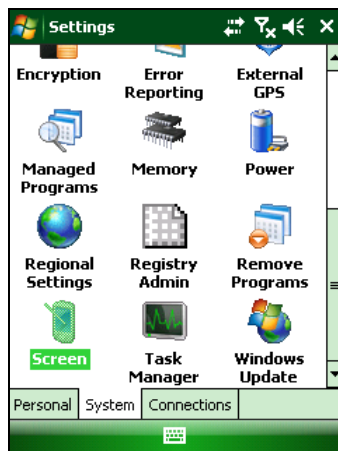 Settings
Encryption
Error
Reporting
External
GPS
Managed
Programs
Memory
Power
Regional
Settings
Registry
Admin
Remove
Programs
Screen
Task
Manager
Windows
Update
Personal System Connections